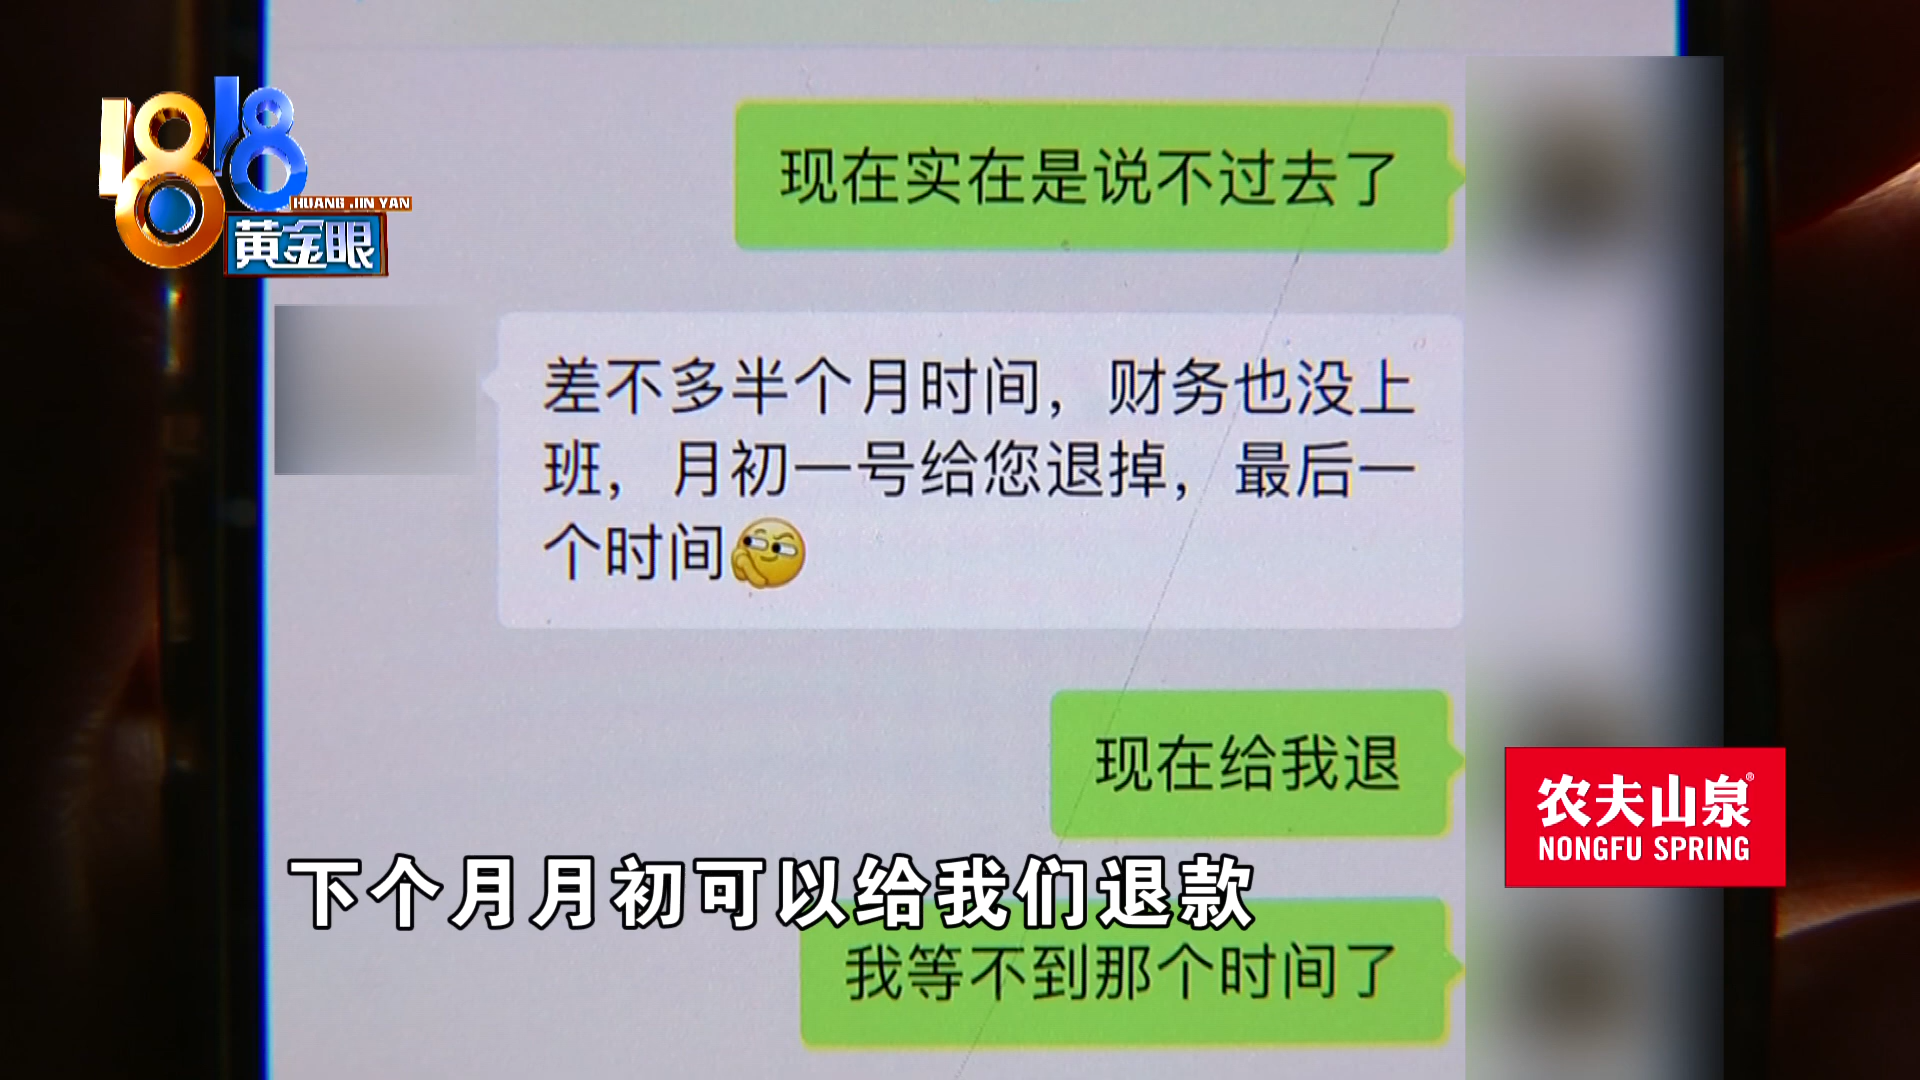 1818
HUANG JIN YAN
黄金眼
现在实在是说不过去了
差不多半个月时间，财务也没上
班，月初一号给您退掉，最后一
个时间
现在给我退
农夫山泉®
NONGFU SPRING
下个月月初可以给我们退款
我等不到那个时间了